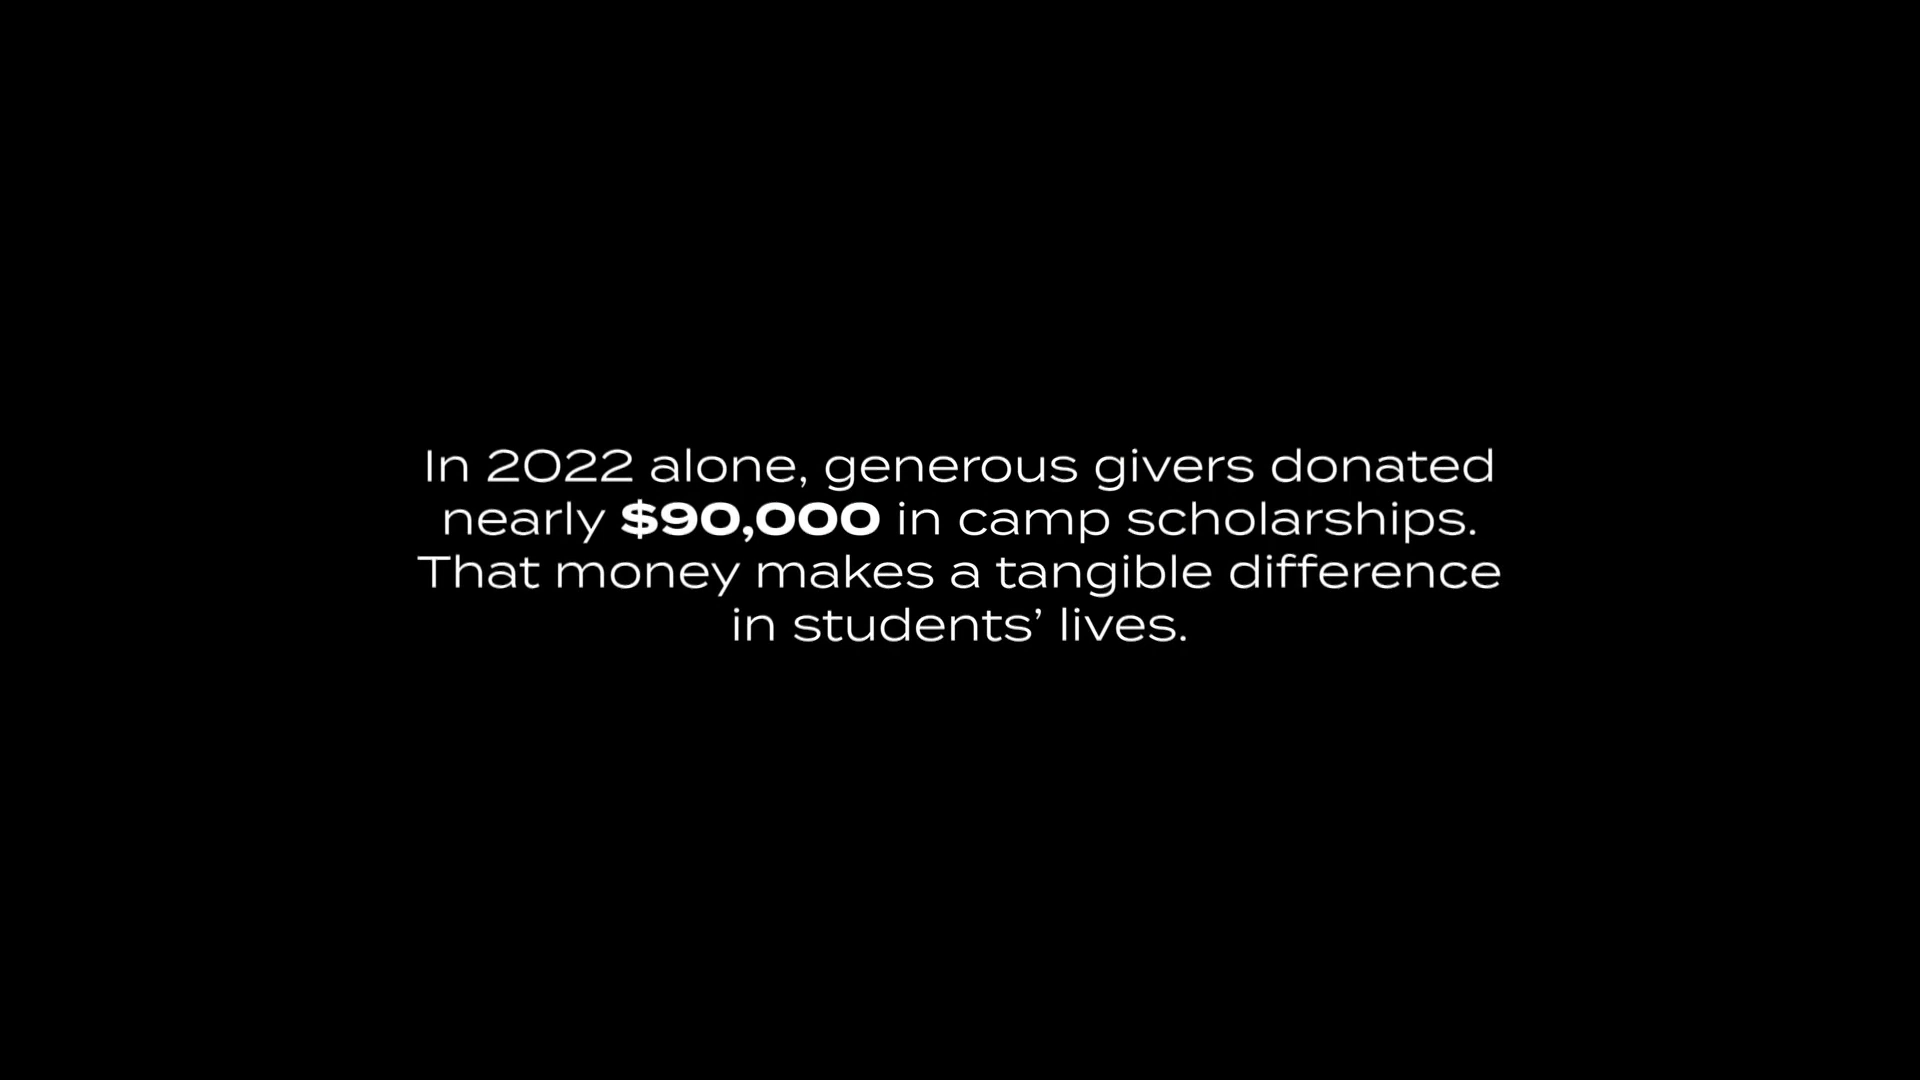 In 2022 alone, generous givers donated
nearly $90,000 in camp scholarships.
That money makes a tangible difference
in students’ lives.